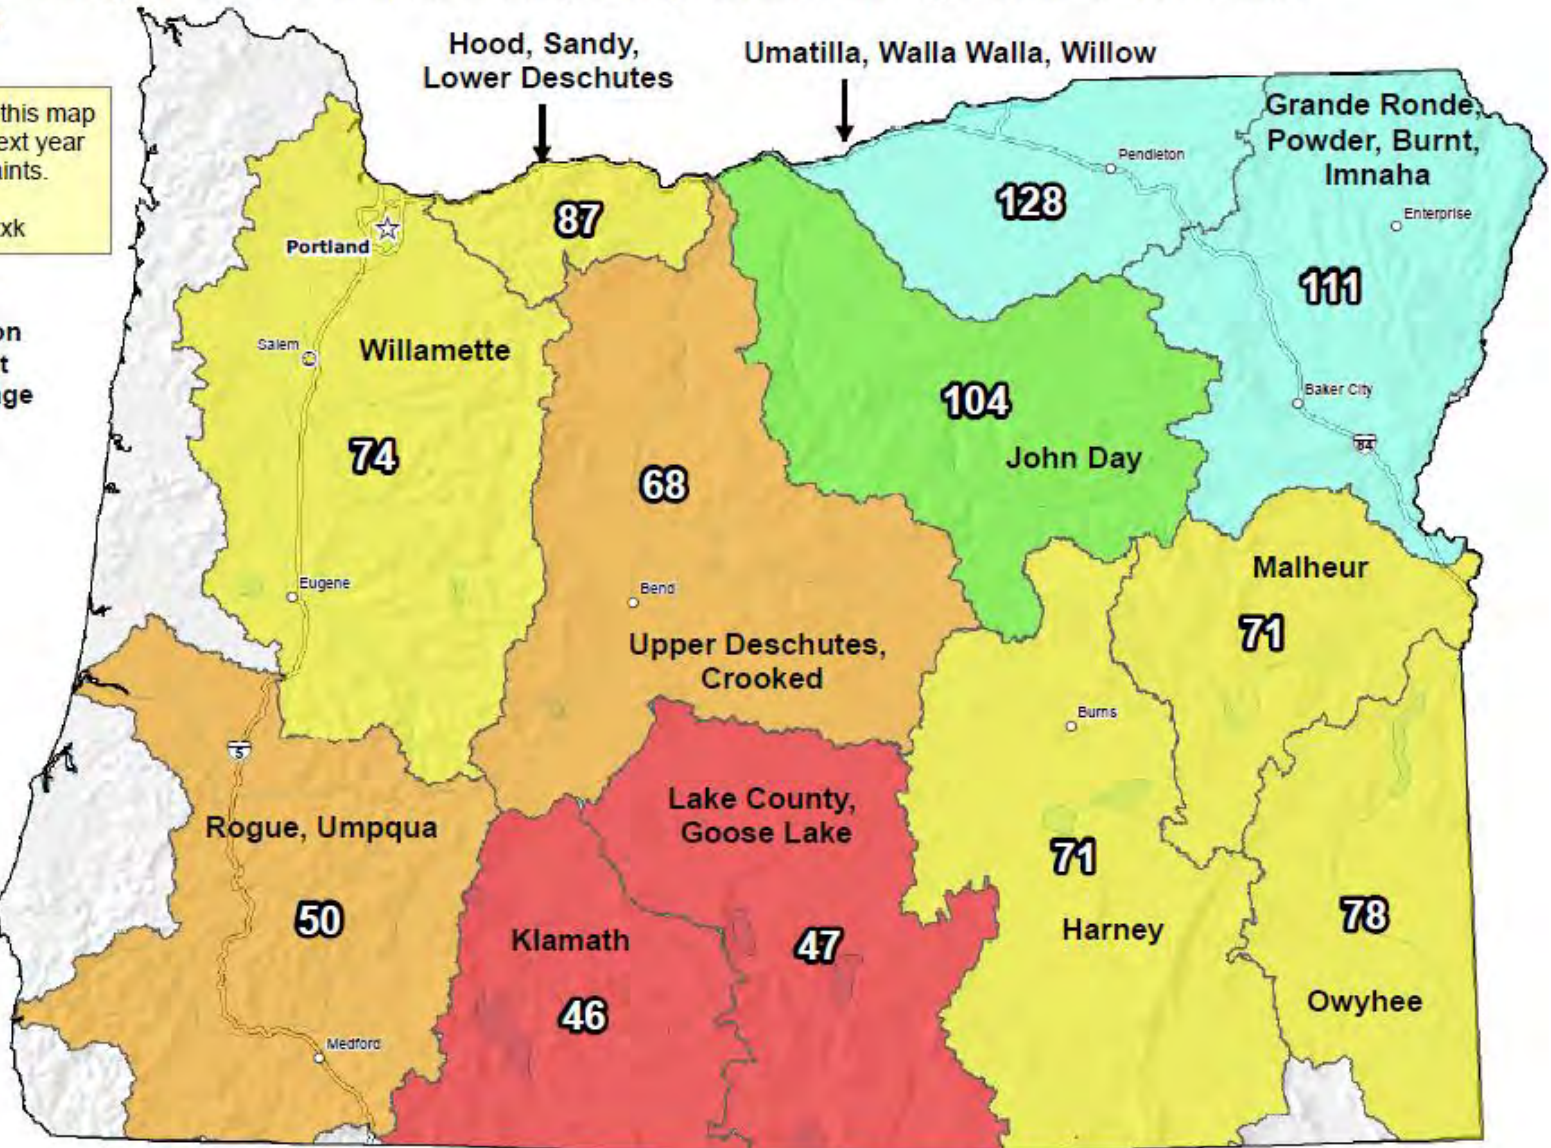 Hood, Sandy,
Lower Deschutes
Umatilla, Walla Walla, Willow
this map
ext year
aints.
xk
on
t
ge
Grande Ronde,
Powder, Burnt,
Imnaha
Pendleton
128
Enterprise
87
Portland
111
Salem
Willamette
Baker City
104
84
74
John Day
68
Malheur
Eugene
Bend
71
Upper Deschutes,
Crooked
Burns
5
Lake County,
Goose Lake
Rogue, Umpqua
71
50
78
Klamath
47
Harney
46
Owyhee
Medford